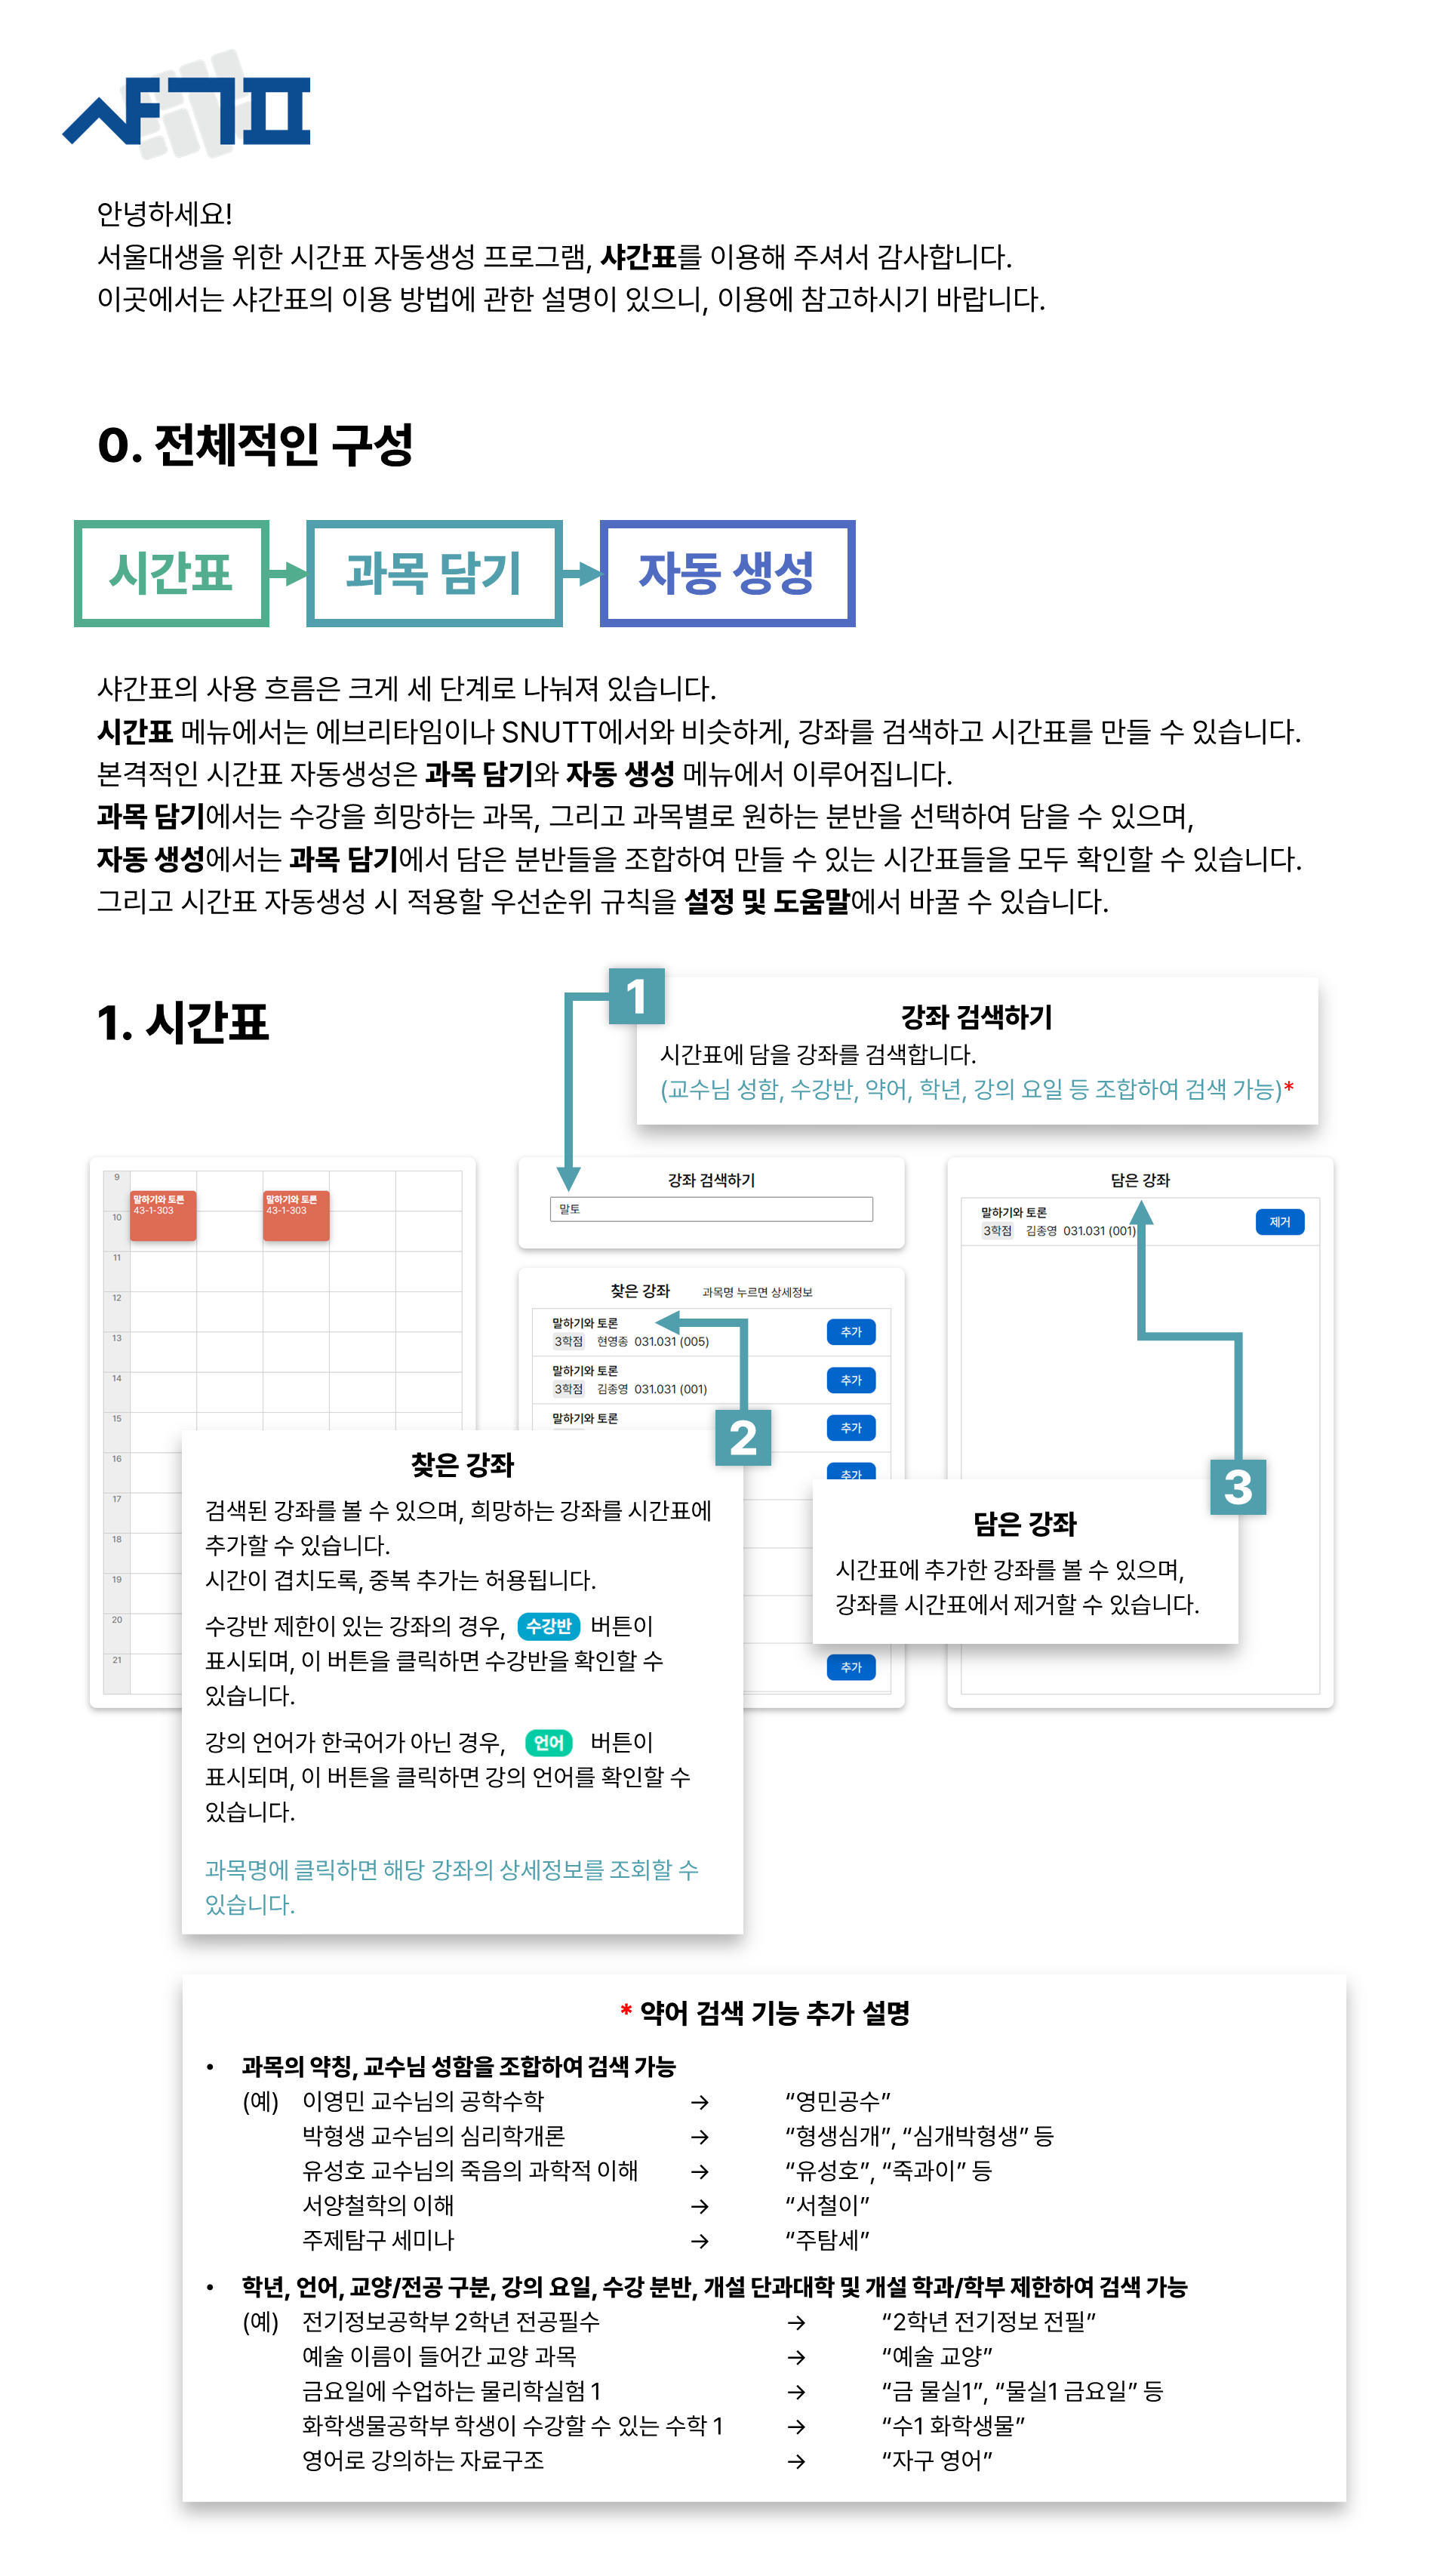 샤간표
안녕하세요!
서울대생을 위한 시간표 자동생성 프로그램, 샤간표를 이용해 주셔서 감사합니다.
이곳에서는 샤간표의 이용 방법에 관한 설명이 있으니, 이용에 참고하시기 바랍니다.
0. 전체적인 구성
시간표
과목 담기
자동 생성
샤간표의 사용 흐름은 크게 세 단계로 나눠져 있습니다.
시간표 메뉴에서는 에브리타임이나 SNUTT에서와 비슷하게, 강좌를 검색하고 시간표를 만들 수 있습니다.
본격적인 시간표 자동생성은 과목 담기와 자동 생성 메뉴에서 이루어집니다.
과목 담기에서는 수강을 희망하는 과목, 그리고 과목별로 원하는 분반을 선택하여 담을 수 있으며,
자동 생성에서는 과목 담기에서 담은 분반들을 조합하여 만들 수 있는 시간표들을 모두 확인할 수 있습니다.
그리고 시간표 자동생성 시 적용할 우선순위 규칙을 설정 및 도움말에서 바꿀 수 있습니다.
1. 시간표
1
강좌 검색하기
시간표에 담을 강좌를 검색합니다.
(교수님 성함, 수강반, 약어, 학년, 강의 요일 등 조합하여 검색 가능)*
9
말하기와 토론
43-1-303
말하기와 토론
43-1-303
10
11
12
13
14
15
16
17
18
19
20
21
강좌 검색하기
말토
찾은 강좌 과목명 누르면 상세정보
말하기와 토론
3학점 현영종 031.031 (005)
추가
말하기와 토론
3학점 김종영 031.031 (001)
추가
말하기와 토론
추가
추가
추가
담은 강좌
말하기와 토론
3학점 김종영 031.031 (001)
제거
2
찾은 강좌
검색된 강좌를 볼 수 있으며, 희망하는 강좌를 시간표에
추가할 수 있습니다.
시간이 겹치도록, 중복 추가는 허용됩니다.
수강반 제한이 있는 강좌의 경우, 수강반 버튼이
표시되며, 이 버튼을 클릭하면 수강반을 확인할 수
있습니다.
강의 언어가 한국어가 아닌 경우, 언어 버튼이
표시되며, 이 버튼을 클릭하면 강의 언어를 확인할 수
있습니다.
과목명에 클릭하면 해당 강좌의 상세정보를 조회할 수
있습니다.
3
담은 강좌
시간표에 추가한 강좌를 볼 수 있으며,
강좌를 시간표에서 제거할 수 있습니다.
* 약어 검색 기능 추가 설명
• 과목의 약칭, 교수님 성함을 조합하여 검색 가능
(예) 이영민 교수님의 공학수학 → “영민공수”
박형생 교수님의 심리학개론 → “형생심개”, “심개박형생” 등
유성호 교수님의 죽음의 과학적 이해 → “유성호”, “죽과이” 등
서양철학의 이해 → “서철이”
주제탐구 세미나 → “주탐세”
• 학년, 언어, 교양/전공 구분, 강의 요일, 수강 분반, 개설 단과대학 및 개설 학과/학부 제한하여 검색 가능
(예) 전기정보공학부 2학년 전공필수 → “2학년 전기정보 전필”
예술 이름이 들어간 교양 과목 → “예술 교양”
금요일에 수업하는 물리학실험 1 → “금 물실1”, “물실1 금요일” 등
화학생물공학부 학생이 수강할 수 있는 수학 1 → “수1 화학생물”
영어로 강의하는 자료구조 → “자구 영어”